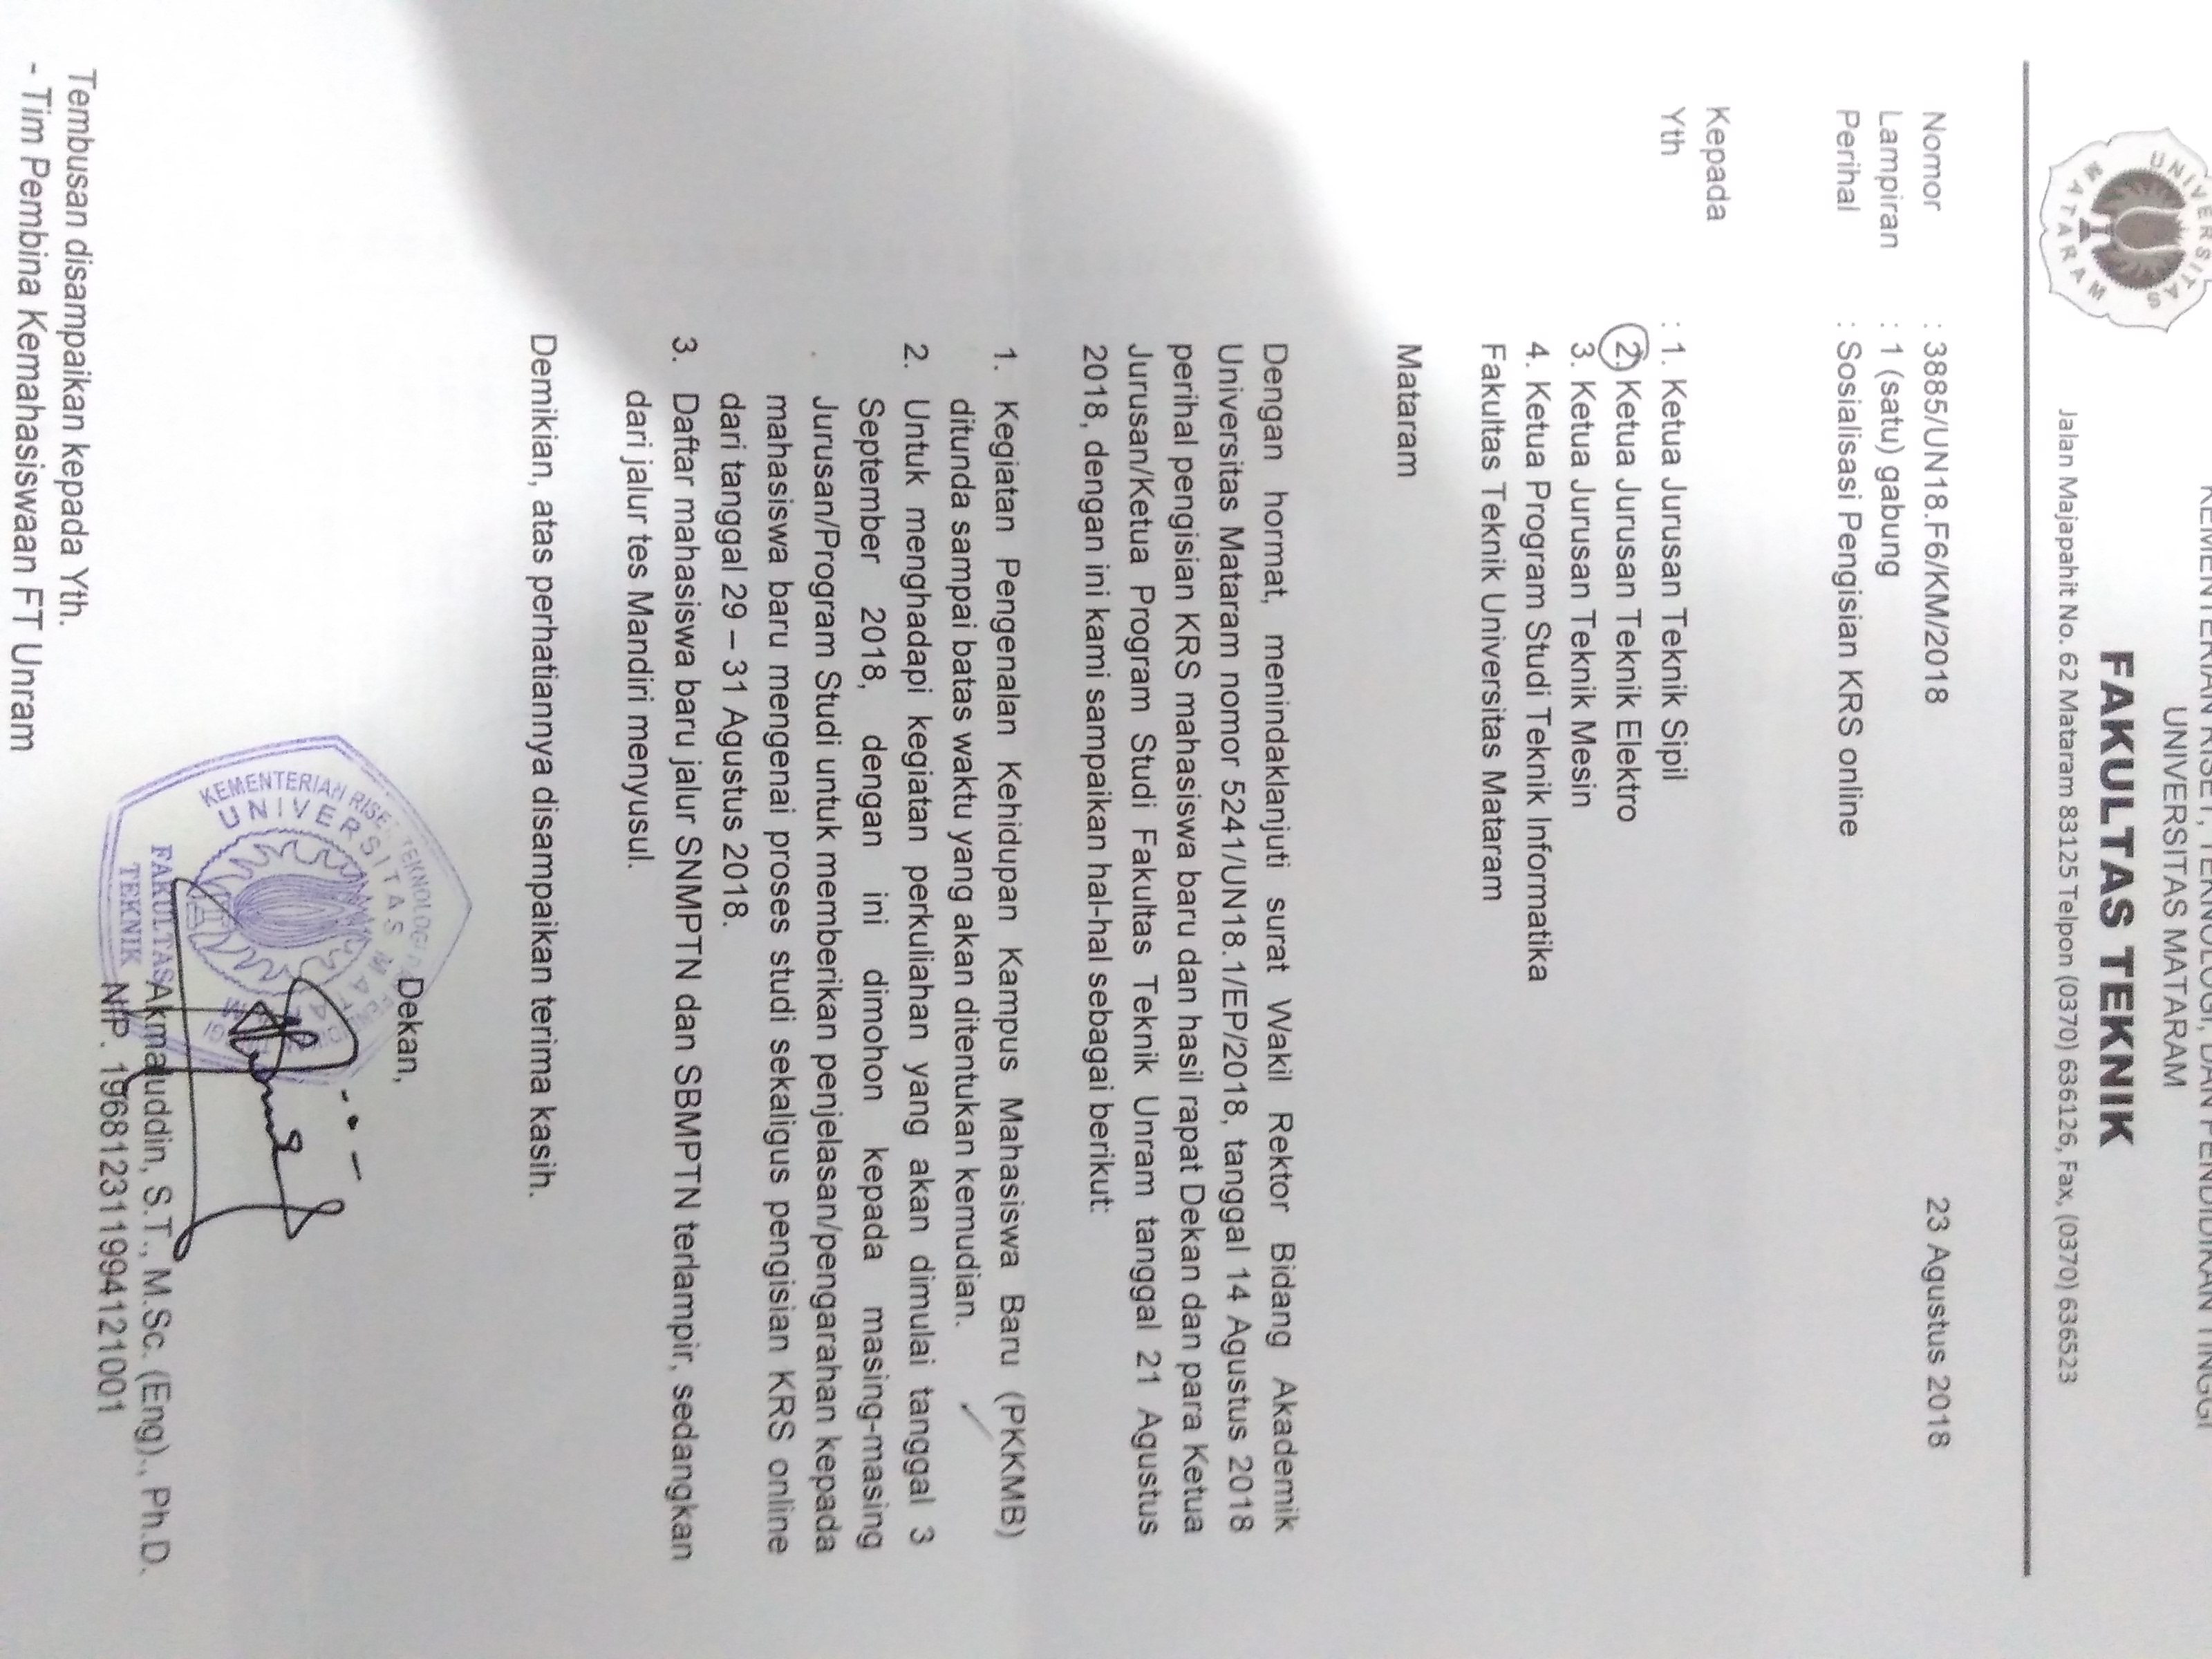 KEMENTERIAN RISET, TEKNOLOGI, DAN PENDIDIKAN TINGGI
UNIVERSITAS MATARAM
FAKULTAS TEKNIK
Jalan Majapahit No. 62 Mataram 83125 Telpon (0370) 636126, Fax, (0370) 636523
UNIVERSITAS MATARAM
Nomor : 3885/UN18.F6/KM/2018 23 Agustus 2018
Lampiran : 1 (satu) gabung
Perihal : Sosialisasi Pengisian KRS online
Kepada
Yth : 1. Ketua Jurusan Teknik Sipil
2. Ketua Jurusan Teknik Elektro
3. Ketua Jurusan Teknik Mesin
4. Ketua Program Studi Teknik Informatika
Fakultas Teknik Universitas Mataram
Mataram
Dengan hormat, menindaklanjuti surat Wakil Rektor Bidang Akademik
Universitas Mataram nomor 5241/UN18.1/EP/2018, tanggal 14 Agustus 2018
perihal pengisian KRS mahasiswa baru dan hasil rapat Dekan dan para Ketua
Jurusan/Ketua Program Studi Fakultas Teknik Unram tanggal 21 Agustus
2018, dengan ini kami sampaikan hal-hal sebagai berikut:
1. Kegiatan Pengenalan Kehidupan Kampus Mahasiswa Baru (PKKMB)
ditunda sampai batas waktu yang akan ditentukan kemudian.
2. Untuk menghadapi kegiatan perkuliahan yang akan dimulai tanggal 3
September 2018, dengan ini dimohon kepada masing-masing
Jurusan/Program Studi untuk memberikan penjelasan/pengarahan kepada
mahasiswa baru mengenai proses studi sekaligus pengisian KRS online
dari tanggal 29 – 31 Agustus 2018.
3. Daftar mahasiswa baru jalur SNMPTN dan SBMPTN terlampir, sedangkan
dari jalur tes Mandiri menyusul.
Demikian, atas perhatiannya disampaikan terima kasih.
Dekan,
KEMENTERIAN RISET TEKNOLOGI
UNIVERSITAS MATARAM
FAKULTAS
TEKNIK
Akmaluddin, S.T., M.Sc. (Eng)., Ph.D.
NIP. 196812311994121001
Tembusan disampaikan kepada Yth.
- Tim Pembina Kemahasiswaan FT Unram